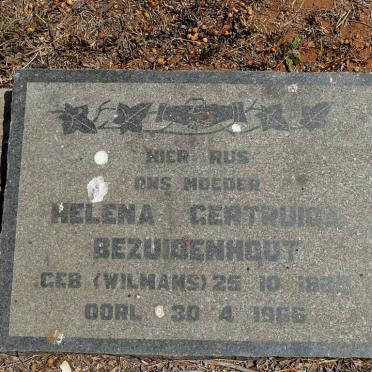 HIER RUS
ONS MOEDER
HELENA GERTRUIDA
BEZUIDENHOUT
GEB (WILMANS) 25 10
OORL 30 4 1966